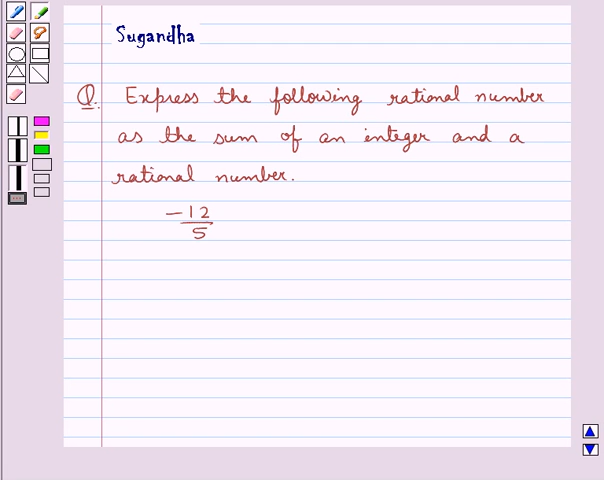 Sugandha
Q. Express the following rational number
as the sum of an integer and a
rational number.
-12
5